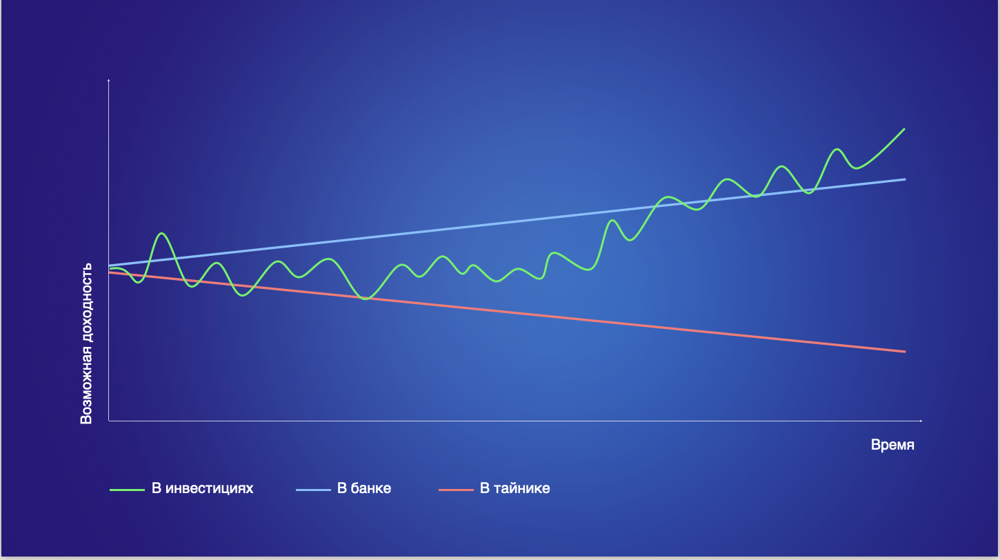 Возможная доходность
Время
В инвестициях
В банке
В тайнике